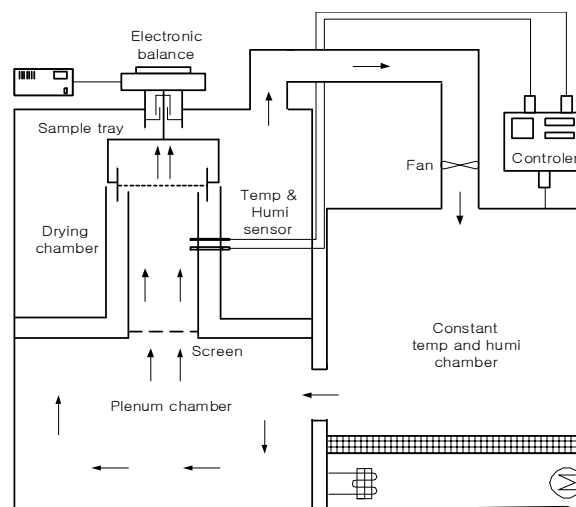 Electronic
balance
Sample tray
Fan
Controler
Temp &
Humi
sensor
Drying
chamber
Constant
temp and humi
chamber
Screen
Plenum chamber
M